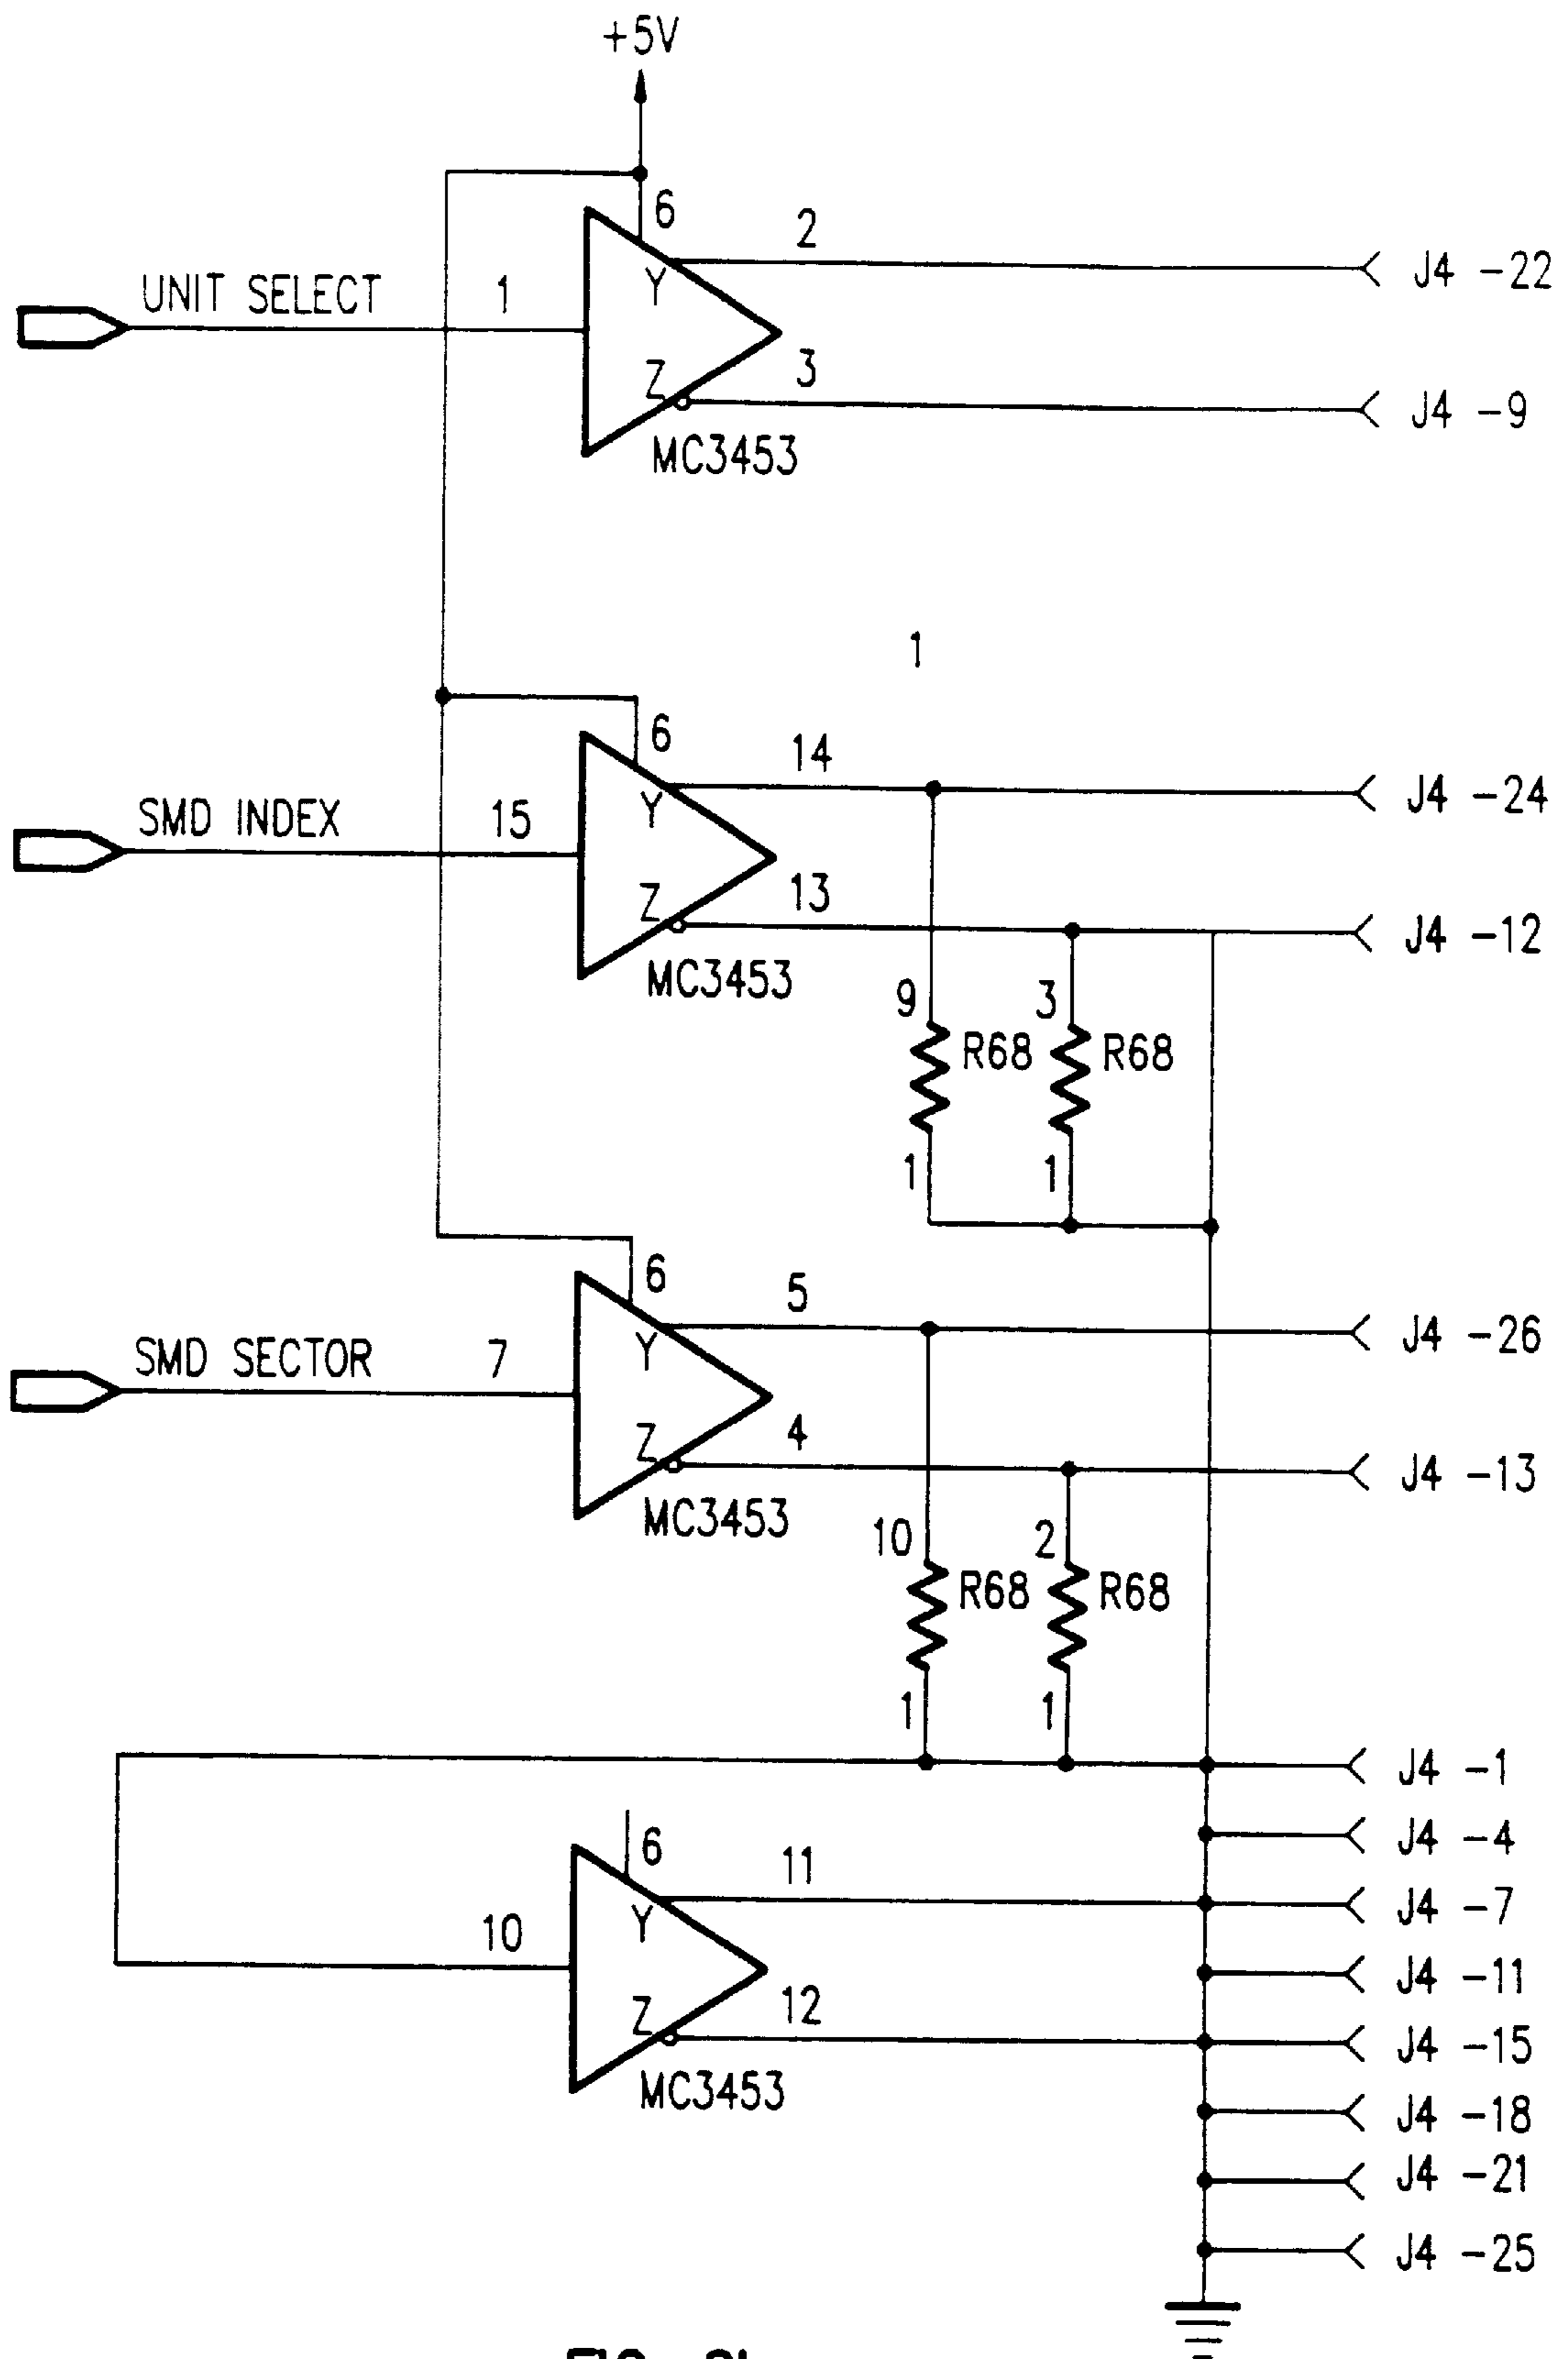 +5V
6
2
J4 -22
UNIT SELECT
1
Y
Z
3
J4 -9
MC3453
1
6
14
J4 -24
SMD INDEX
15
Y
Z
13
J4 -12
MC3453
9
R68
3
R68
1
1
6
5
J4 -26
SMD SECTOR
7
Y
Z
4
J4 -13
MC3453
10
R68
2
R68
1
1
J4 -1
J4 -4
6
11
J4 -7
10
Y
J4 -11
Z
12
J4 -15
MC3453
J4 -18
J4 -21
J4 -25